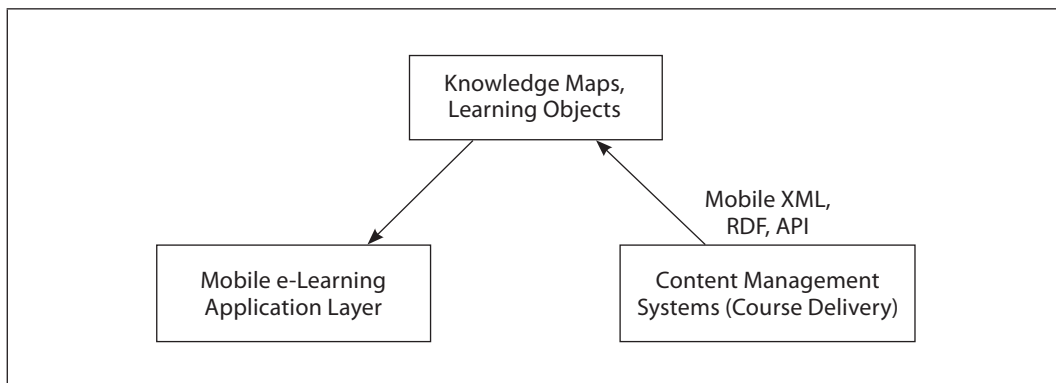 Knowledge Maps,
Learning Objects
Mobile XML,
RDF, API
Mobile e-Learning
Application Layer
Content Management
Systems (Course Delivery)